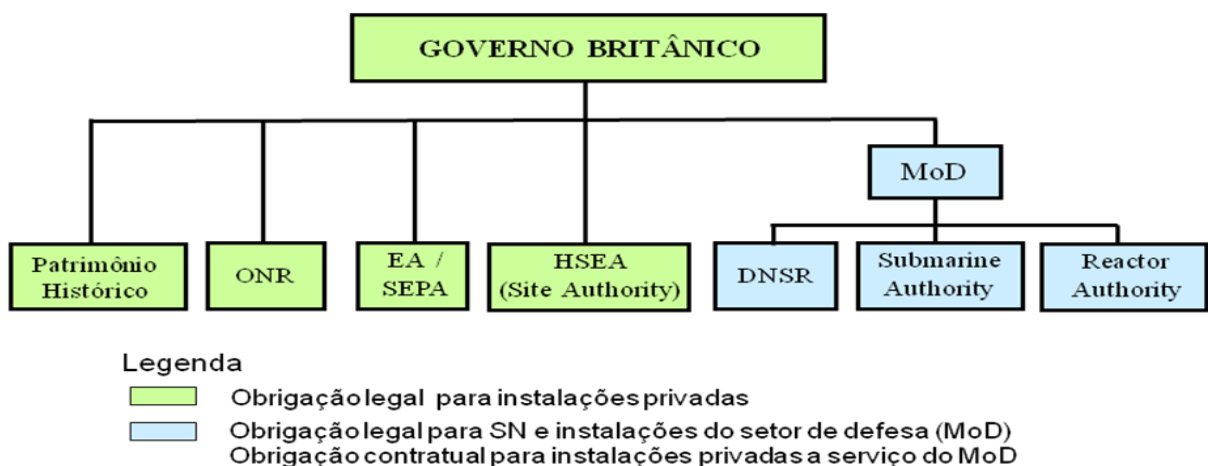 GOVERNO BRITÂNICO
MoD
Patrimônio
Histórico
ONR
EA /
SEPA
HSEA
(Site Authority)
DNSR
Submarine
Authority
Reactor
Authority
Legenda
Obrigação legal para instalações privadas
Obrigação legal para SN e instalações do setor de defesa (MoD)
Obrigação contratual para instalações privadas a serviço do MoD